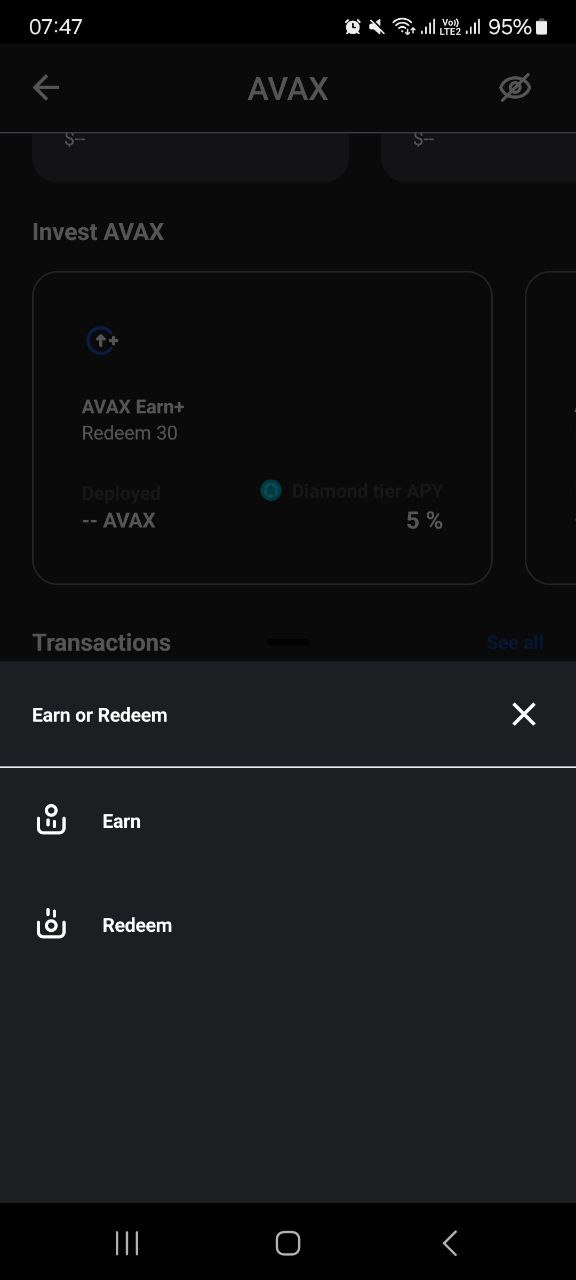 07:47
Vo))
LTE2
95%
AVAX
$--
$--
Invest AVAX
AVAX Earn+
Redeem 30
Deployed
Diamond tier APY
-- AVAX
5 %
Transactions
See all
Earn or Redeem
Earn
Redeem